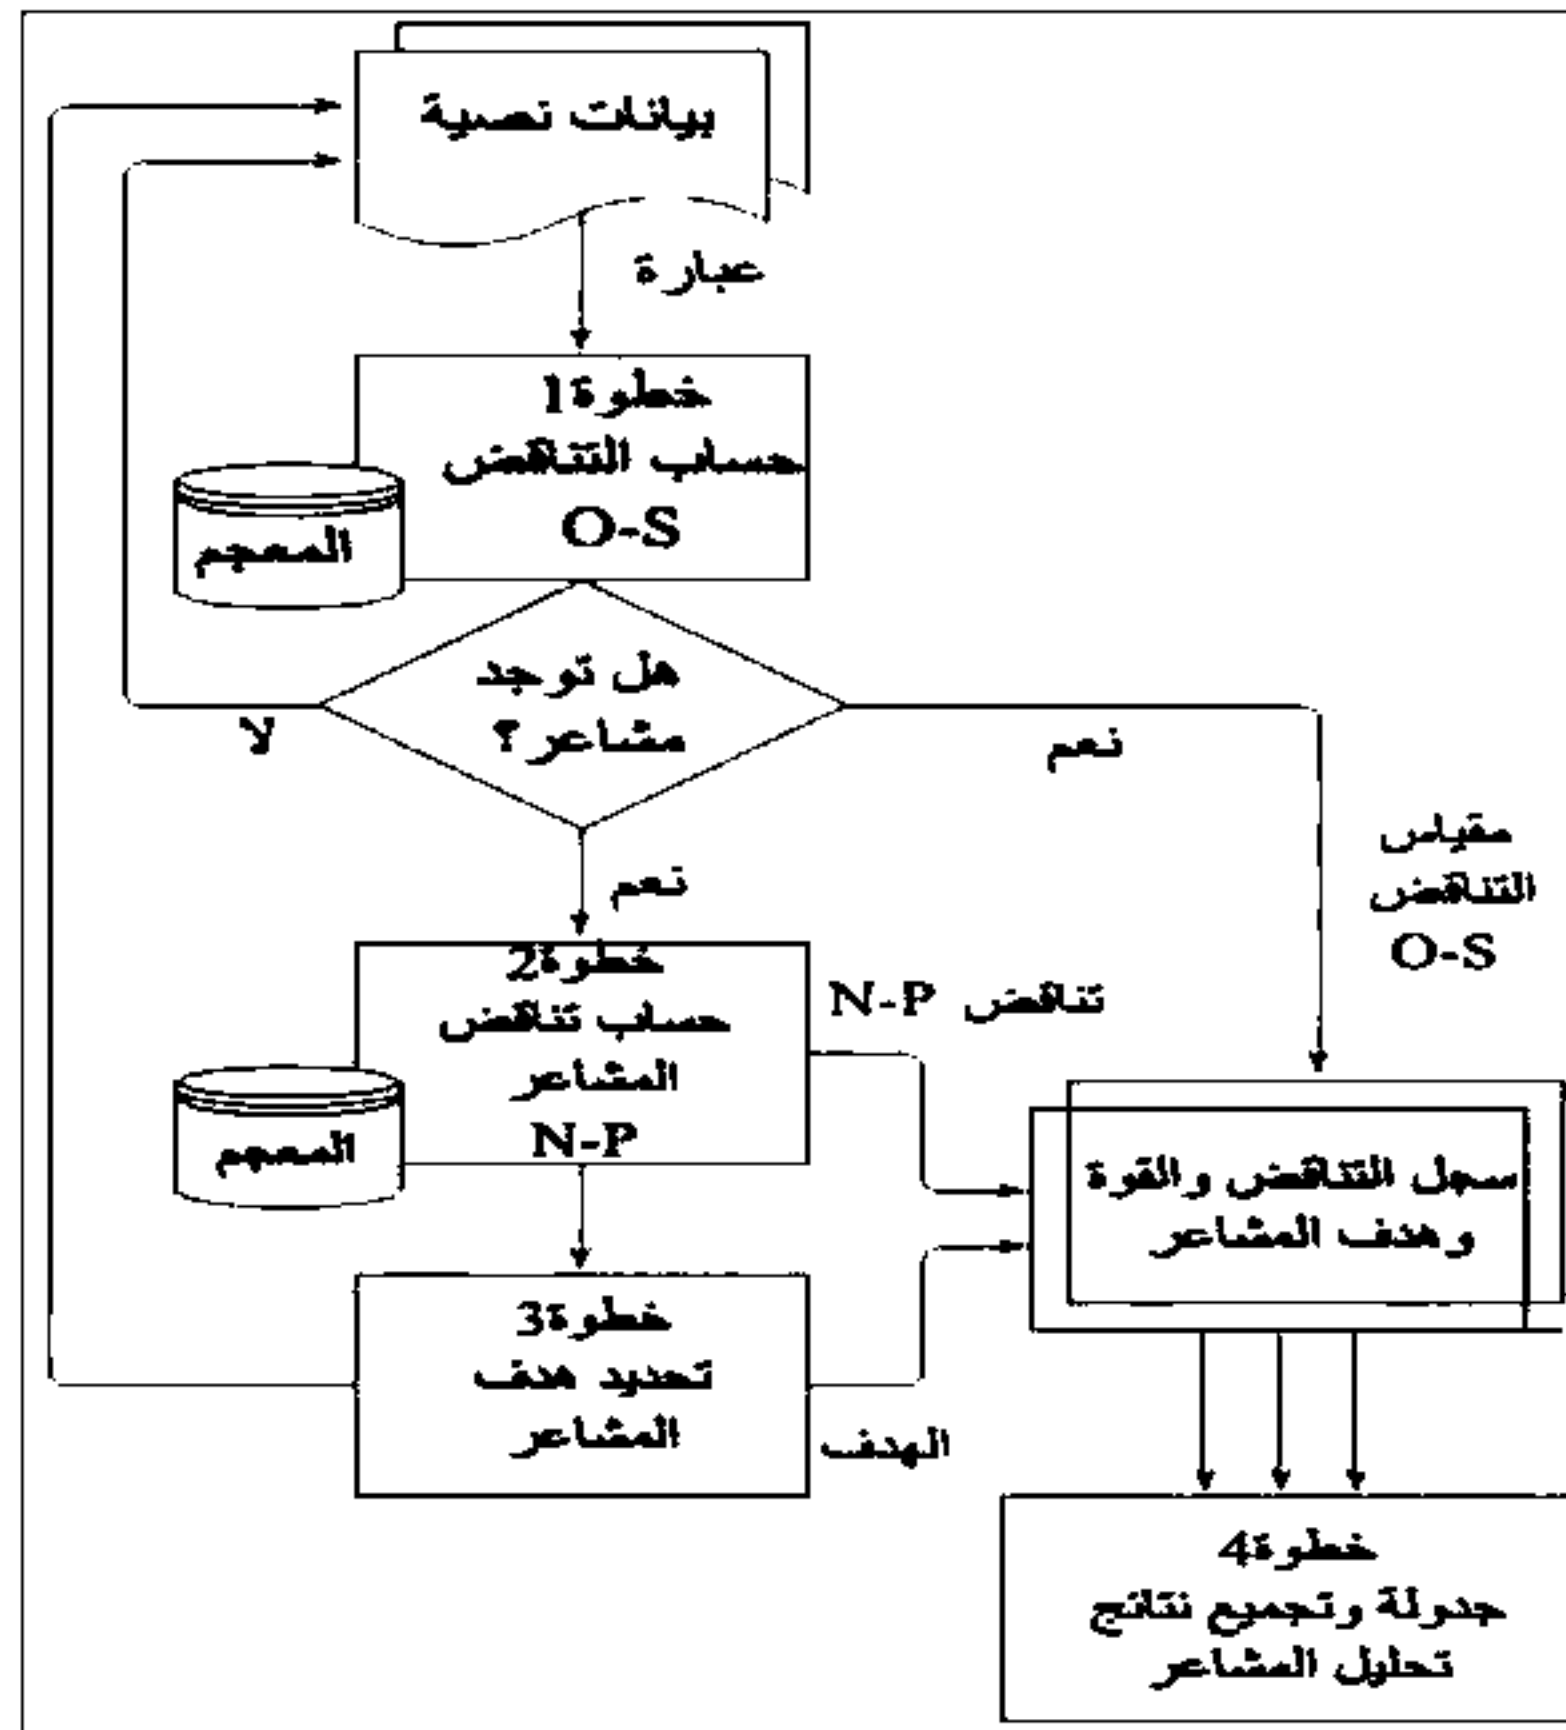 بيانات نصية
عبارة
خطوة1
حساب التناقض
O-S
المعجم
هل توجد
مشاعر؟
لا
نعم
نعم
مقياس
التناقض
O-S
خطوة2
حساب تناقض
المشاعر
N-P
المعجم
تناقض N-P
سجل التناقض والقوة
وهدف المشاعر
خطوة3
تحديد هدف
المشاعر
الهدف
خطوة4
جدولة وتجميع نتائج
تحليل المشاعر